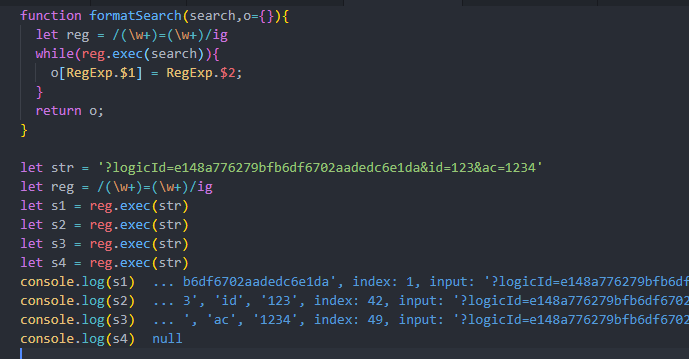 function formatSearch(search,o={}){
  let reg = /(\w+)=(\w+)/ig
  while(reg.exec(search)){
    o[RegExp.$1] = RegExp.$2;
  }
  return o;
}
let str = '?logicId=e148a776279bfb6df6702aadedc6e1da&id=123&ac=1234'
let reg = /(\w+)=(\w+)/ig
let s1 = reg.exec(str)
let s2 = reg.exec(str)
let s3 = reg.exec(str)
let s4 = reg.exec(str)
console.log(s1)  ... b6df6702aadedc6e1da', index: 1, input: '?logicId=e148a776279bfb6df
console.log(s2)  ... 3', 'id', '123', index: 42, input: '?logicId=e148a776279bfb6df6702
console.log(s3)  ... ', 'ac', '1234', index: 49, input: '?logicId=e148a776279bfb6df6702
console.log(s4)  null